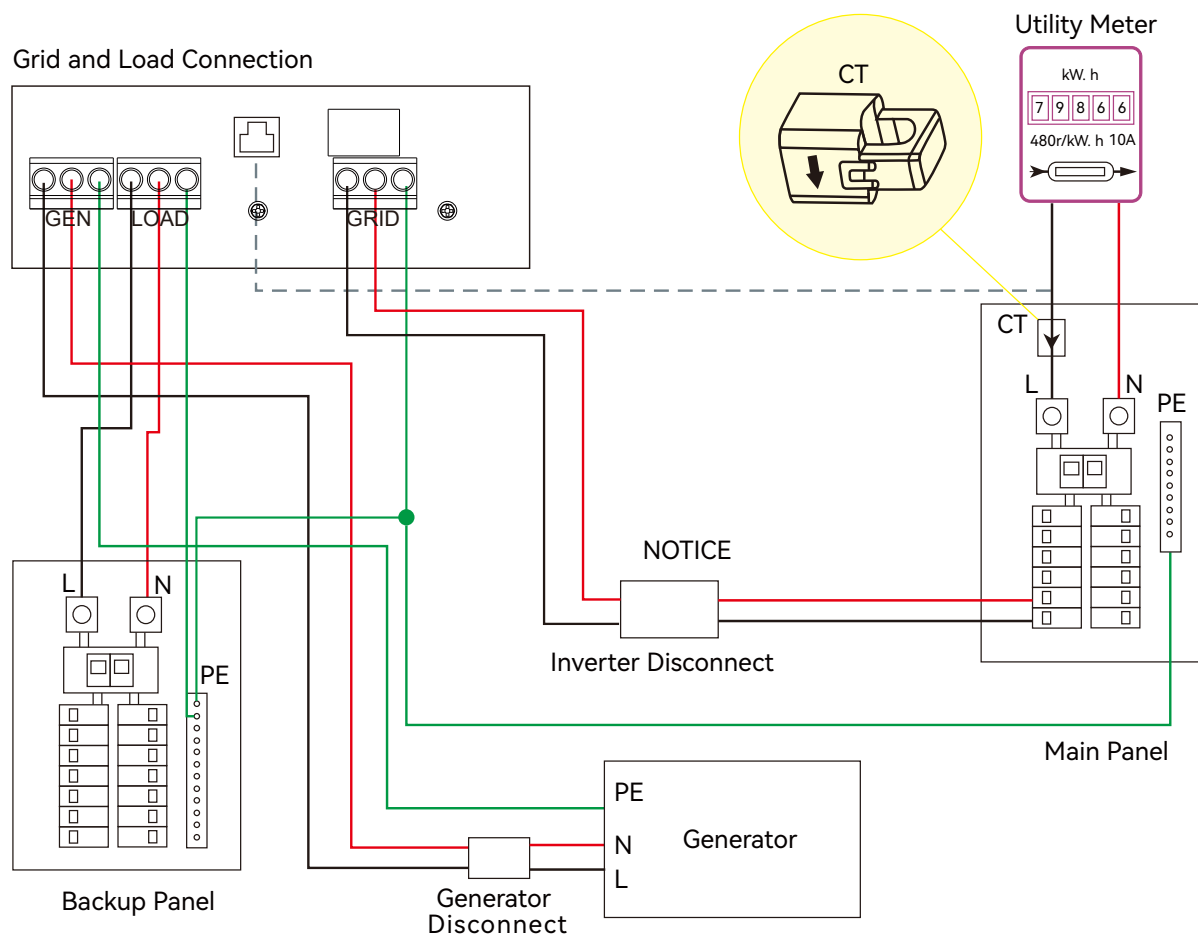 Utility Meter
Grid and Load Connection
CT
kW. h
7 9 8 6 6
480r/kW. h 10A
GEN
LOAD
GRID
CT
L
N
PE
NOTICE
L
N
PE
Inverter Disconnect
Main Panel
PE
N
L
Generator
Backup Panel
Generator
Disconnect